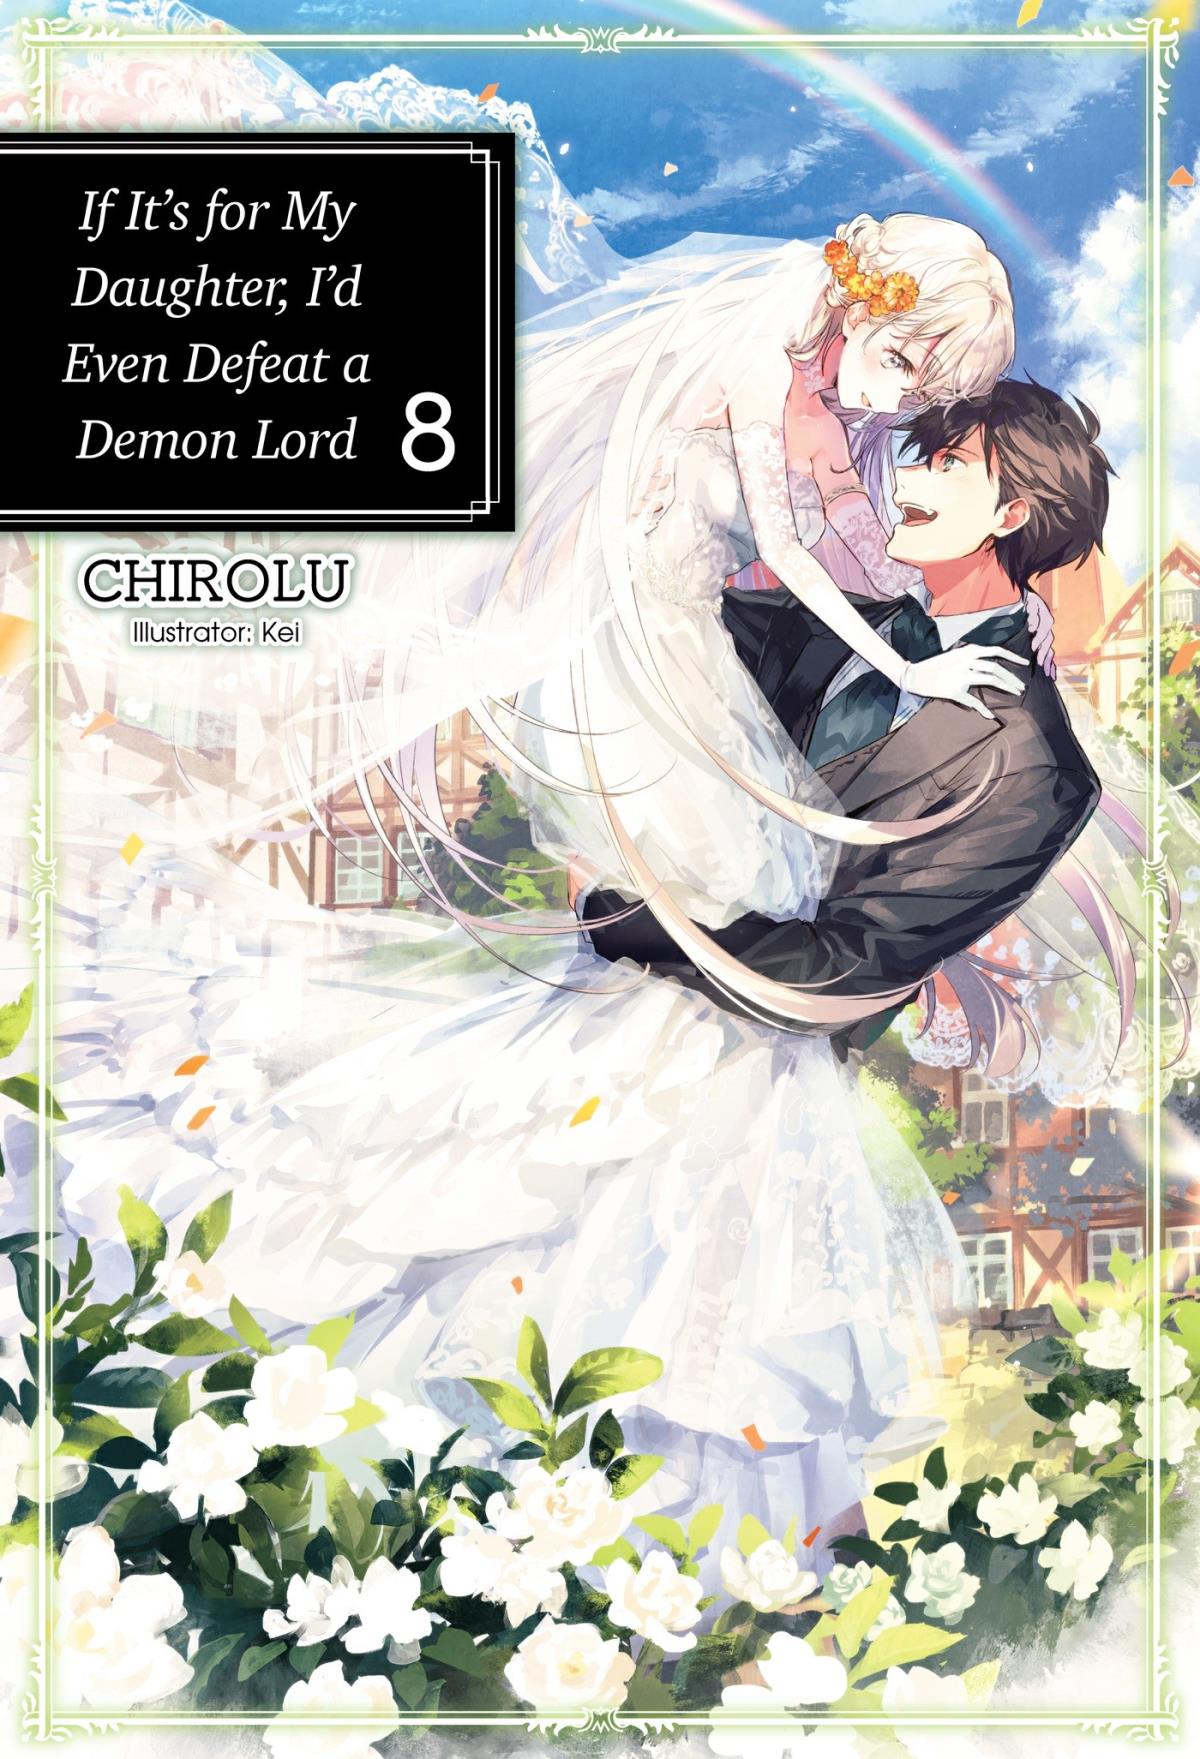 If It’s for My
Daughter, I’d
Even Defeat a
Demon Lord 8
CHIROLU
Illustrator: Kei